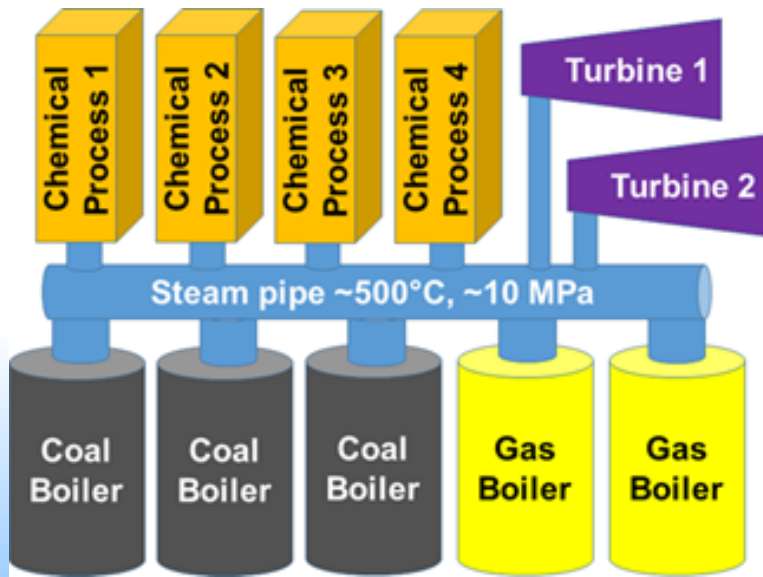 Chemical
Process 1
Chemical
Process 2
Chemical
Process 3
Chemical
Process 4
Turbine 1
Turbine 2
Steam pipe ~500°C, ~10 MPa
Coal
Boiler
Coal
Boiler
Coal
Boiler
Gas
Boiler
Gas
Boiler